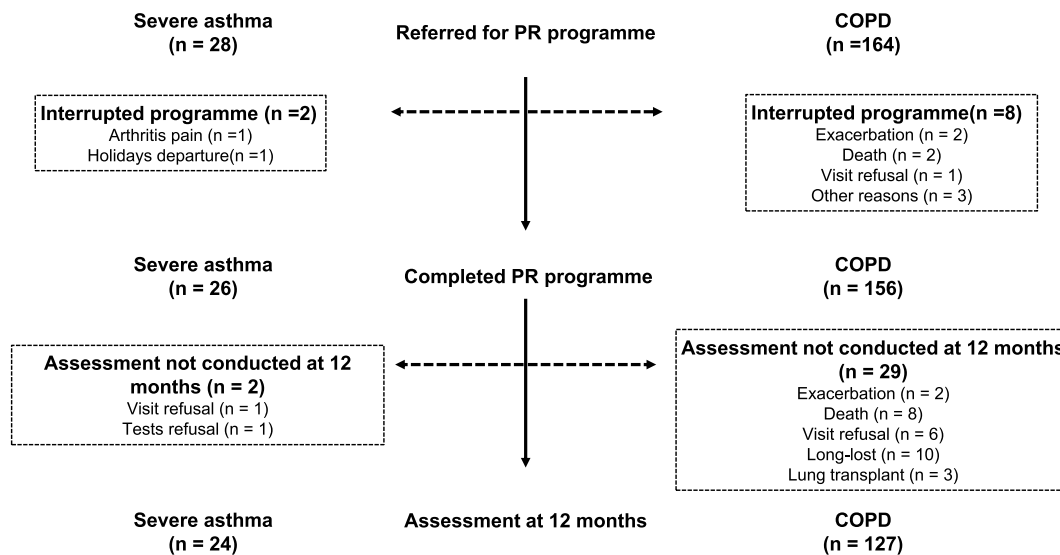 Severe asthma
(n = 28)
Referred for PR programme
COPD
(n =164)
Interrupted programme (n =2)
Arthritis pain (n =1)
Holidays departure(n =1)
Interrupted programme(n =8)
Exacerbation (n = 2)
Death (n = 2)
Visit refusal (n = 1)
Other reasons (n = 3)
Severe asthma
(n = 26)
Completed PR programme
COPD
(n = 156)
Assessment not conducted at 12
months (n = 2)
Visit refusal (n = 1)
Tests refusal (n = 1)
Assessment not conducted at 12 months
(n = 29)
Exacerbation (n = 2)
Death (n = 8)
Visit refusal (n = 6)
Long-lost (n = 10)
Lung transplant (n = 3)
Severe asthma
(n = 24)
Assessment at 12 months
COPD
(n = 127)